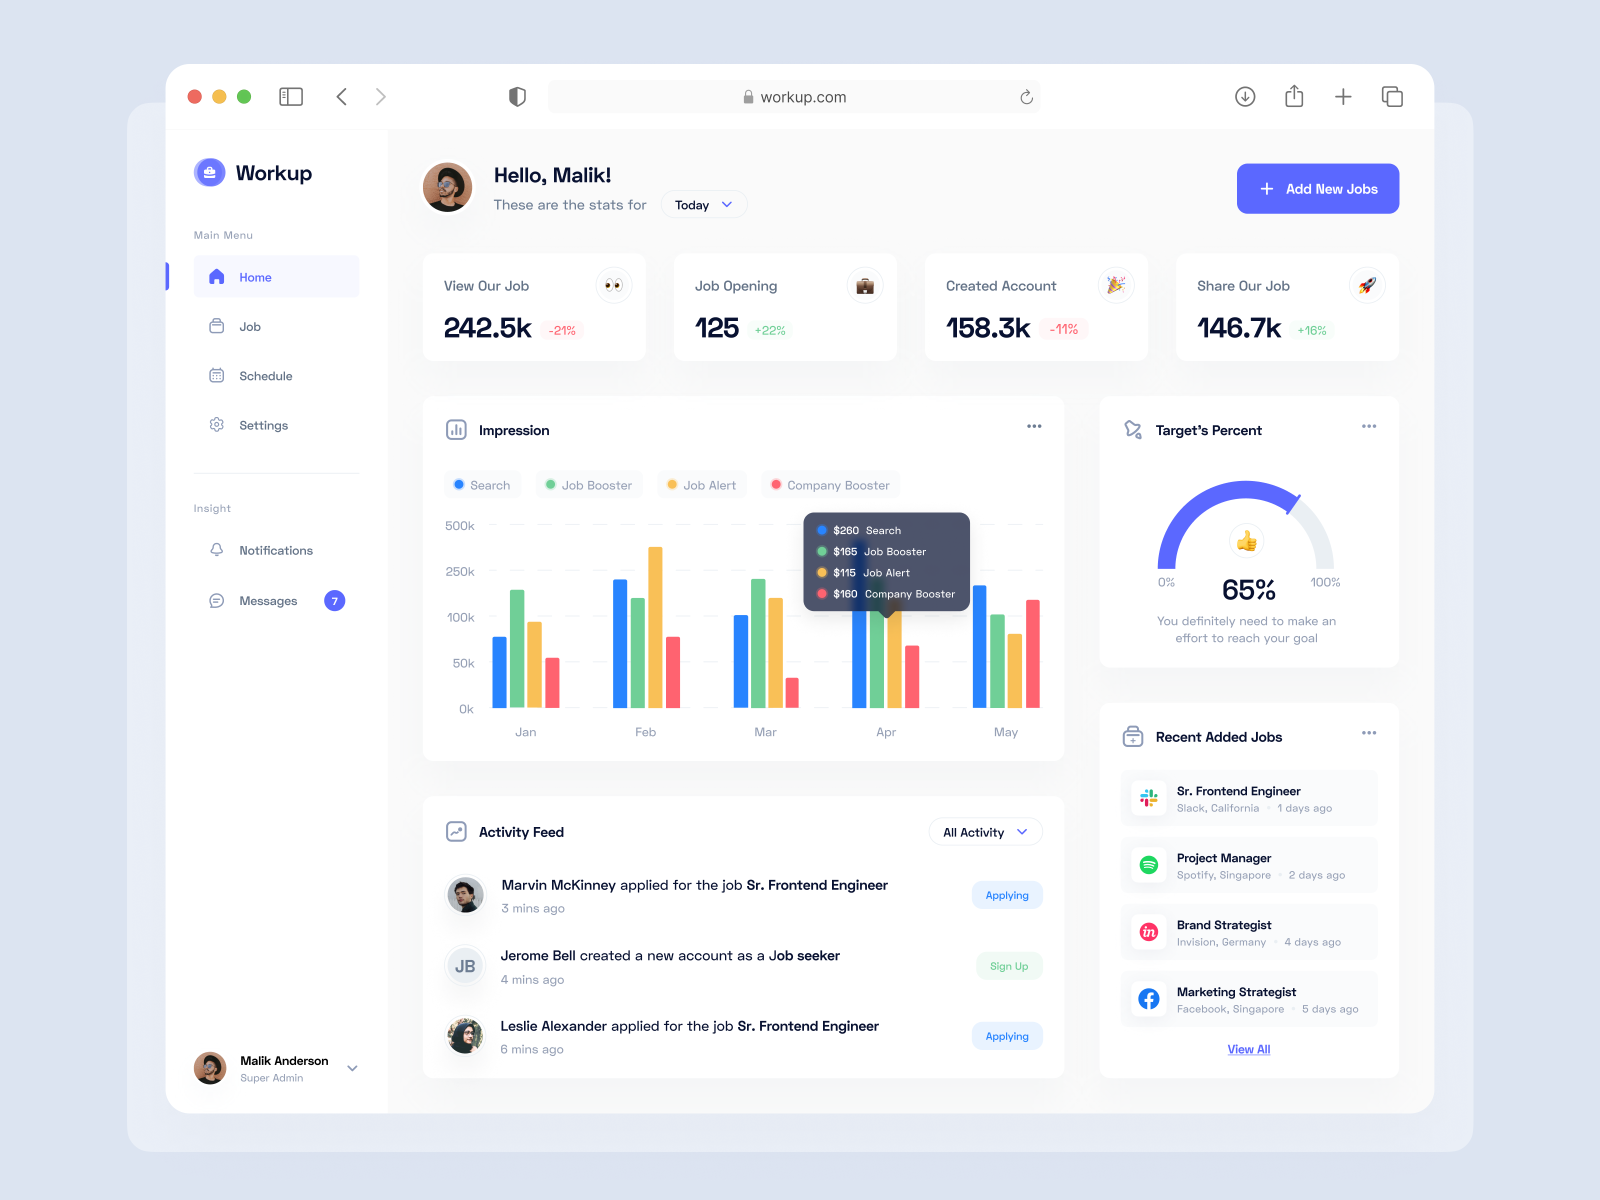 workup.com
Workup
Main Menu
Home
Job
Schedule
Settings
Insight
Notifications
Messages
7
Malik Anderson
Super Admin
Hello, Malik!
These are the stats for
Today
Add New Jobs
View Our Job
242.5k
-21%
Job Opening
125
+22%
Created Account
158.3k
-11%
Share Our Job
146.7k
+16%
Impression
Search
Job Booster
Job Alert
Company Booster
500k
250k
100k
50k
0k
Jan
Feb
Mar
Apr
May
$260 Search
$165 Job Booster
$115 Job Alert
$160 Company Booster
Target's Percent
0%
65%
100%
You definitely need to make an
effort to reach your goal
Activity Feed
All Activity
Marvin McKinney applied for the job Sr. Frontend Engineer
3 mins ago
Applying
JB
Jerome Bell created a new account as a Job seeker
4 mins ago
Sign Up
Leslie Alexander applied for the job Sr. Frontend Engineer
6 mins ago
Applying
Recent Added Jobs
Sr. Frontend Engineer
Slack, California • 1 days ago
Project Manager
Spotify, Singapore • 2 days ago
in
Brand Strategist
Invision, Germany • 4 days ago
Marketing Strategist
Facebook, Singapore • 5 days ago
View All